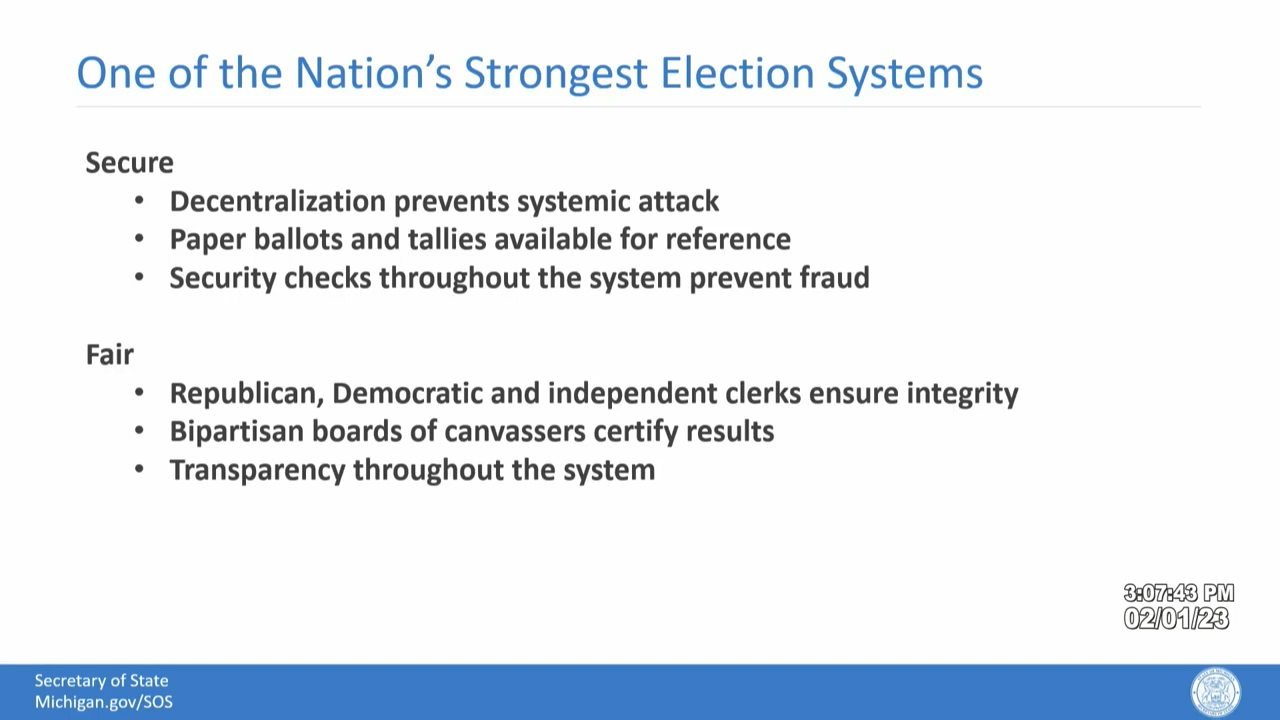 One of the Nation's Strongest Election Systems
Secure
• Decentralization prevents systemic attack
• Paper ballots and tallies available for reference
• Security checks throughout the system prevent fraud
Fair
• Republican, Democratic and independent clerks ensure integrity
• Bipartisan boards of canvassers certify results
• Transparency throughout the system
3:07:43 PM
02/01/23
Secretary of State
Michigan.gov/SOS